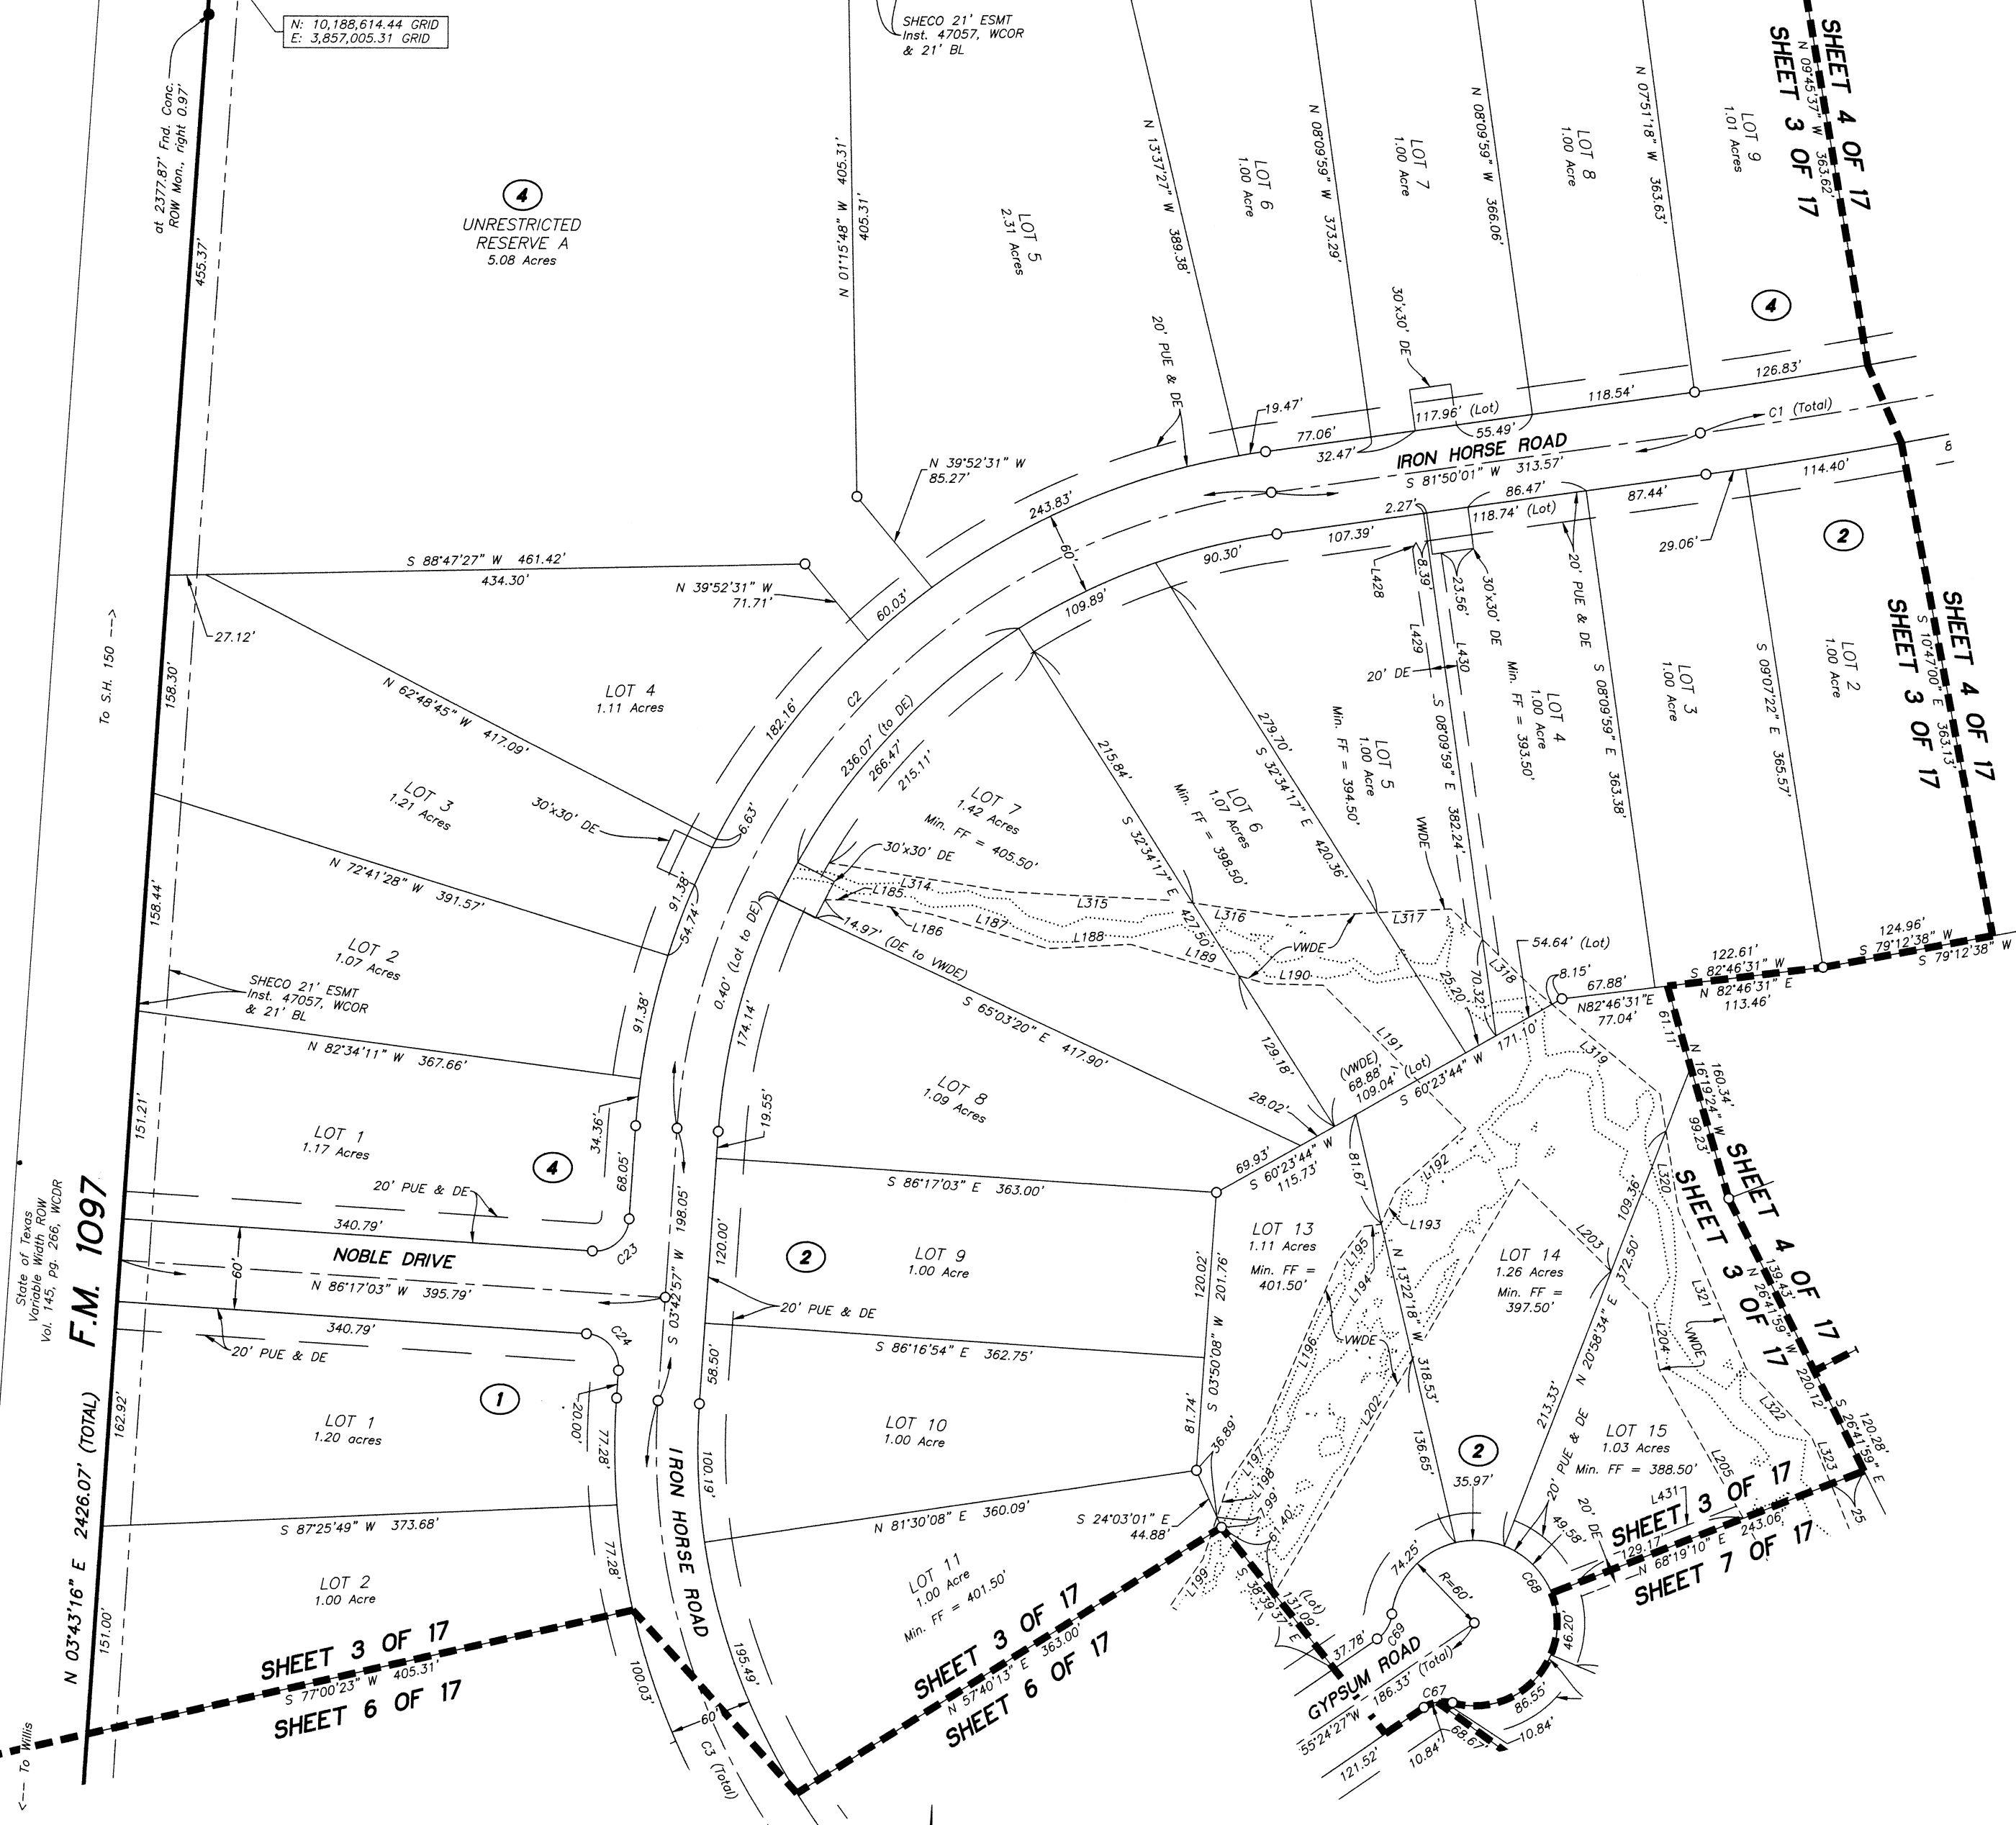 N: 10,188,614.44 GRID
E: 3,857,005.31 GRID
SHECO 21' ESMT
Inst. 47057, WCOR
& 21' BL
at 2377.87' Fnd. Conc.
ROW Mon., right 0.97'
455.37'
4
UNRESTRICTED
RESERVE A
5.08 Acres
N 01°15'48" W 405.31'
405.31'
LOT 5
2.31 Acres
N 13°37'27" W 389.38'
LOT 6
1.00 Acre
N 08°09'59" W 373.29'
LOT 7
1.00 Acre
N 08°09'59" W 366.06'
LOT 8
1.00 Acre
N 07°51'18" W 363.63'
LOT 9
1.01 Acres
SHEET 4 OF 17
N 09°45'37" W 363.62'
SHEET 3 OF 17
4
20' PUE & DE
30'x30' DE
19.47'
77.06'
32.47'
117.96' (Lot)
55.49'
118.54'
126.83'
C1 (Total)
IRON HORSE ROAD
S 81°50'01" W 313.57'
N 39°52'31" W
85.27'
243.83'
60'
S 88°47'27" W 461.42'
434.30'
N 39°52'31" W
71.71'
60.03'
27.12'
To S.H. 150 --->
158.30'
N 62°48'45" W 417.09'
LOT 4
1.11 Acres
182.16'
C2
109.89'
90.30'
107.39'
2.27'
86.47'
118.74' (Lot)
87.44'
29.06'
114.40'
8
2
L428
8.39'
23.56'
30'x30' DE
20' PUE & DE
L429
L430
20' DE
SHEET 4 OF 17
S 10°47'00" E 363.13'
SHEET 3 OF 17
LOT 2
1.00 Acre
S 09°07'22" E 365.57'
LOT 3
1.00 Acre
S 08°09'59" E 363.38'
LOT 4
1.00 Acre
Min. FF = 393.50'
S 08°09'59" E 382.24'
LOT 5
1.00 Acre
Min. FF = 394.50'
VWDE
279.70'
S 32°34'17" E 420.36'
LOT 6
1.07 Acres
Min. FF = 398.50'
215.84'
S 32°34'17" E 427.50'
236.07' (to DE)
266.47'
215.11'
LOT 7
1.42 Acres
Min. FF = 405.50'
LOT 3
1.21 Acres
30'x30' DE
6.63'
158.44'
N 72°41'28" W 391.57'
91.38'
54.74'
30'x30' DE
L314
L185
L186
L187
L188
L189
L190
L315
L316
L317
VWDE
14.97' (DE to VWDE)
0.40' (Lot to DE)
174.14'
S 65°03'20" E 417.90'
LOT 2
1.07 Acres
SHECO 21' ESMT
Inst. 47057, WCOR
& 21' BL
91.38'
N 82°34'11" W 367.66'
151.21'
LOT 1
1.17 Acres
34.36'
68.05'
4
20' PUE & DE
340.79'
C23
NOBLE DRIVE
60'
N 86°17'03" W 395.79'
340.79'
20' PUE & DE
C24
State of Texas
Variable Width ROW
Vol. 145, pg. 266, WCDR
F.M. 1097
N 03°43'16" E 2426.07' (TOTAL)
162.92'
1
LOT 1
1.20 acres
20.00'
77.28'
S 87°25'49" W 373.68'
77.28'
LOT 2
1.00 Acre
151.00'
SHEET 3 OF 17
S 77°00'23" W 405.31'
SHEET 6 OF 17
<--- To Willis
198.05'
S 03°42'57" W
IRON HORSE ROAD
100.03'
60'
C3 (Total)
195.49'
100.19'
58.50'
120.00'
19.55'
LOT 8
1.09 Acres
S 86°17'03" E 363.00'
2
LOT 9
1.00 Acre
20' PUE & DE
S 86°16'54" E 362.75'
LOT 10
1.00 Acre
N 81°30'08" E 360.09'
LOT 11
1.00 Acre
Min. FF = 401.50'
SHEET 3 OF 17
N 57°40'13" E 363.00'
SHEET 6 OF 17
129.18'
28.02'
69.93'
S 60°23'44" W
115.73'
(VWDE)
68.88'
109.04' (Lot)
S 60°23'44" W
171.10'
25.20'
70.32'
54.64' (Lot)
8.15'
67.88'
N82°46'31"E
77.04'
122.61'
S 82°46'31" W
N 82°46'31" E
113.46'
124.96'
S 79°12'38" W
S 79°12'38" W
L318
L319
L191
L192
L193
81.67'
LOT 13
1.11 Acres
Min. FF =
401.50'
120.02'
S 03°50'08" W 201.76'
81.74'
36.89'
S 24°03'01" E
44.88'
L195
L194
L196
VWDE
L197
L198
7.99
61.40'
L199
L202
N 13°22'18" W 318.53'
136.65'
LOT 14
1.26 Acres
Min. FF =
397.50'
L203
109.36'
N 20°58'34" E 372.50'
213.33'
61.11'
N 16°19'24" W
160.34'
99.23'
SHEET 4 OF 17
SHEET 3 OF 17
139.43'
N 26°41'59" W
220.12'
S 26°41'59" E
120.28'
L320
L321
L204
VWDE
L322
L205
L323
25
LOT 15
1.03 Acres
Min. FF = 388.50'
2
35.97'
20' PUE & DE
20' DE
49.58'
L431
SHEET 3 OF 17
129.17'
243.06'
N 68°19'10" E
SHEET 7 OF 17
74.25'
R=60'
C68
46.20'
86.55'
10.84'
C67
68.67'
10.84'
C69
37.78'
GYPSUM ROAD
186.33' (Total)
55°24'27"W
121.52'
(Lot)
131.09'
S 38°39'37" E